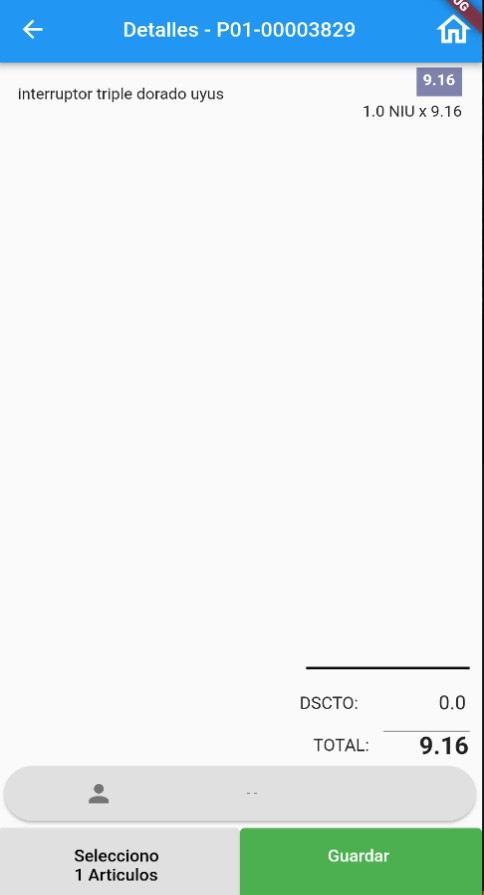 Detalles - P01-00003829
interruptor triple dorado uyus
9.16
1.0 NIU x 9.16
DSCTO: 0.0
TOTAL: 9.16
--
Selecciono
1 Articulos
Guardar